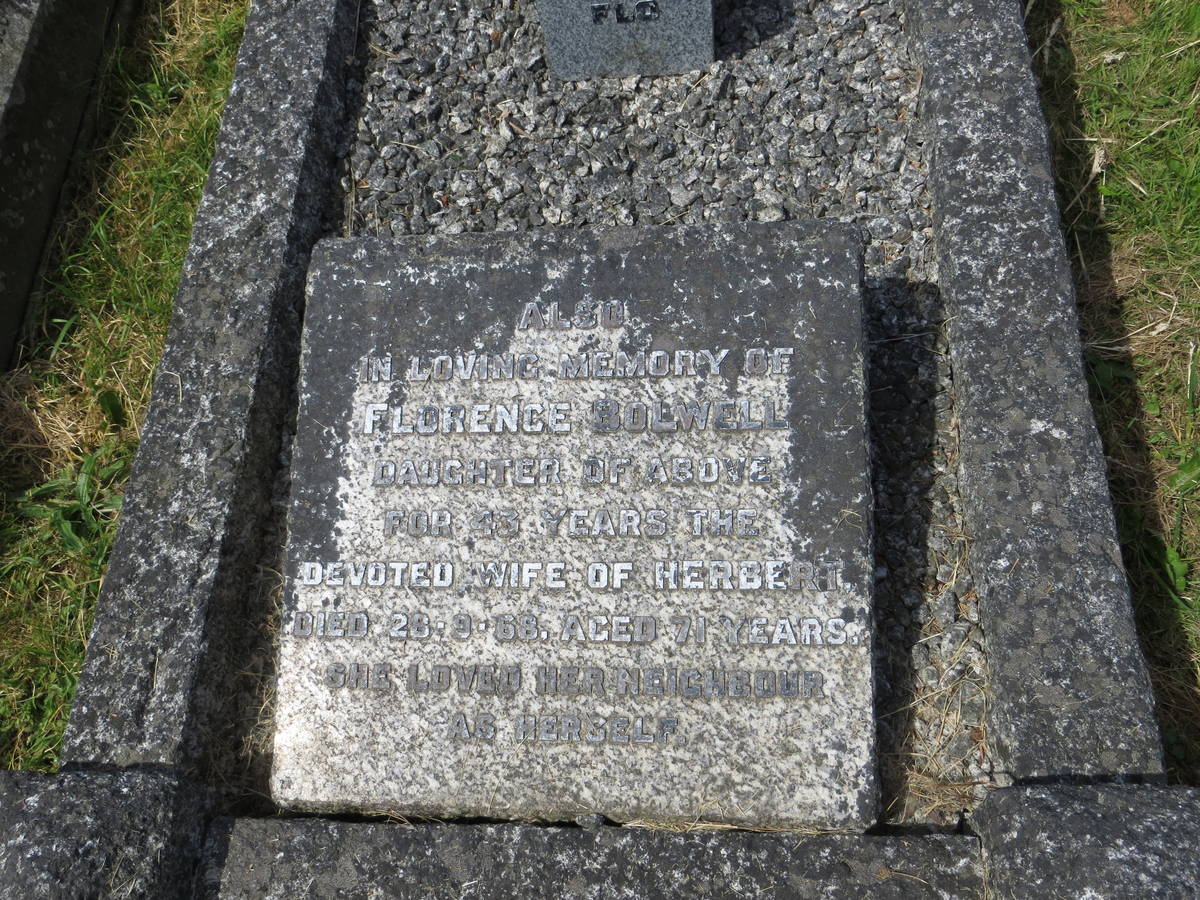 FLO
ALSO
IN LOVING MEMORY OF
FLORENCE BOLWELL
DAUGHTER OF ABOVE
FOR 43 YEARS THE
DEVOTED WIFE OF HERBERT.
DIED 28·9·68. AGED 71 YEARS.
SHE LOVED HER NEIGHBOUR
AS HERSELF.